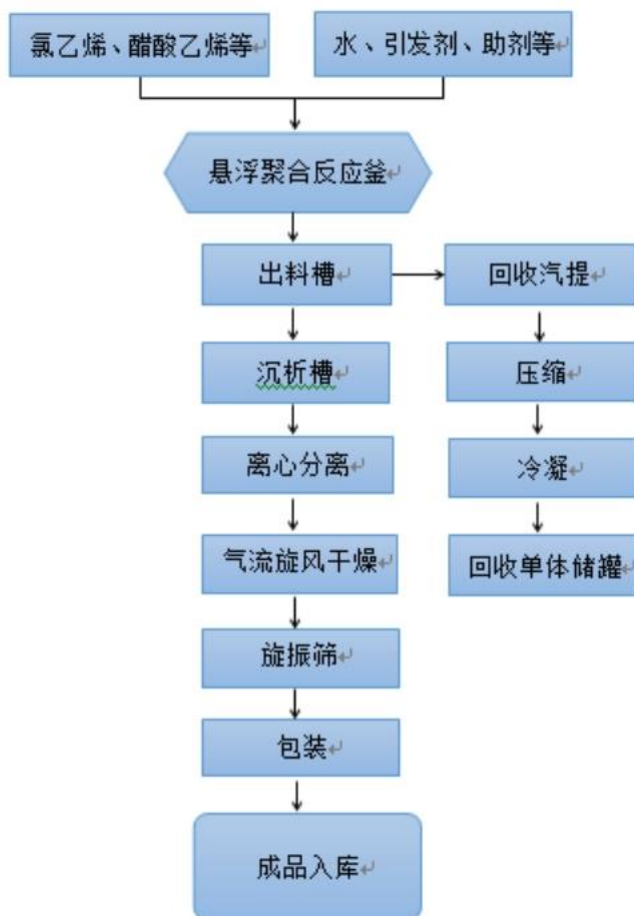 氯乙烯、醋酸乙烯等↵
水、引发剂、助剂等↵
悬浮聚合反应釜↵
出料槽↵
回收汽提↵
沉析槽↵
压缩↵
离心分离↵
冷凝↵
气流旋风干燥↵
回收单体储罐↵
旋振筛↵
包装↵
成品入库↵